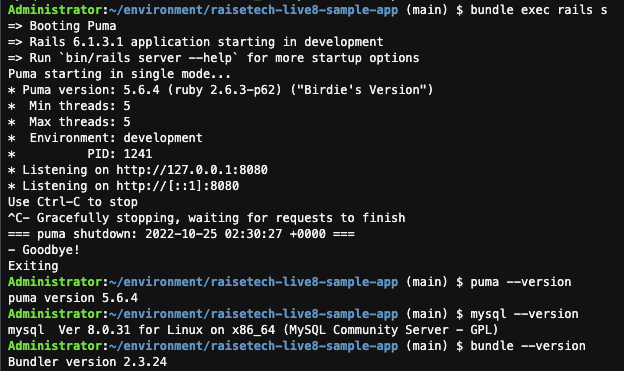 Administrator:~/environment/raisetech-live8-sample-app (main) $ bundle exec rails s
=> Booting Puma
=> Rails 6.1.3.1 application starting in development
=> Run `bin/rails server --help` for more startup options
Puma starting in single mode...
* Puma version: 5.6.4 (ruby 2.6.3-p62) ("Birdie's Version")
*  Min threads: 5
*  Max threads: 5
*  Environment: development
*          PID: 1241
* Listening on http://127.0.0.1:8080
* Listening on http://[::1]:8080
Use Ctrl-C to stop
^C- Gracefully stopping, waiting for requests to finish
=== puma shutdown: 2022-10-25 02:30:27 +0000 ===
- Goodbye!
Exiting
Administrator:~/environment/raisetech-live8-sample-app (main) $ puma --version
puma version 5.6.4
Administrator:~/environment/raisetech-live8-sample-app (main) $ mysql --version
mysql  Ver 8.0.31 for Linux on x86_64 (MySQL Community Server - GPL)
Administrator:~/environment/raisetech-live8-sample-app (main) $ bundle --version
Bundler version 2.3.24